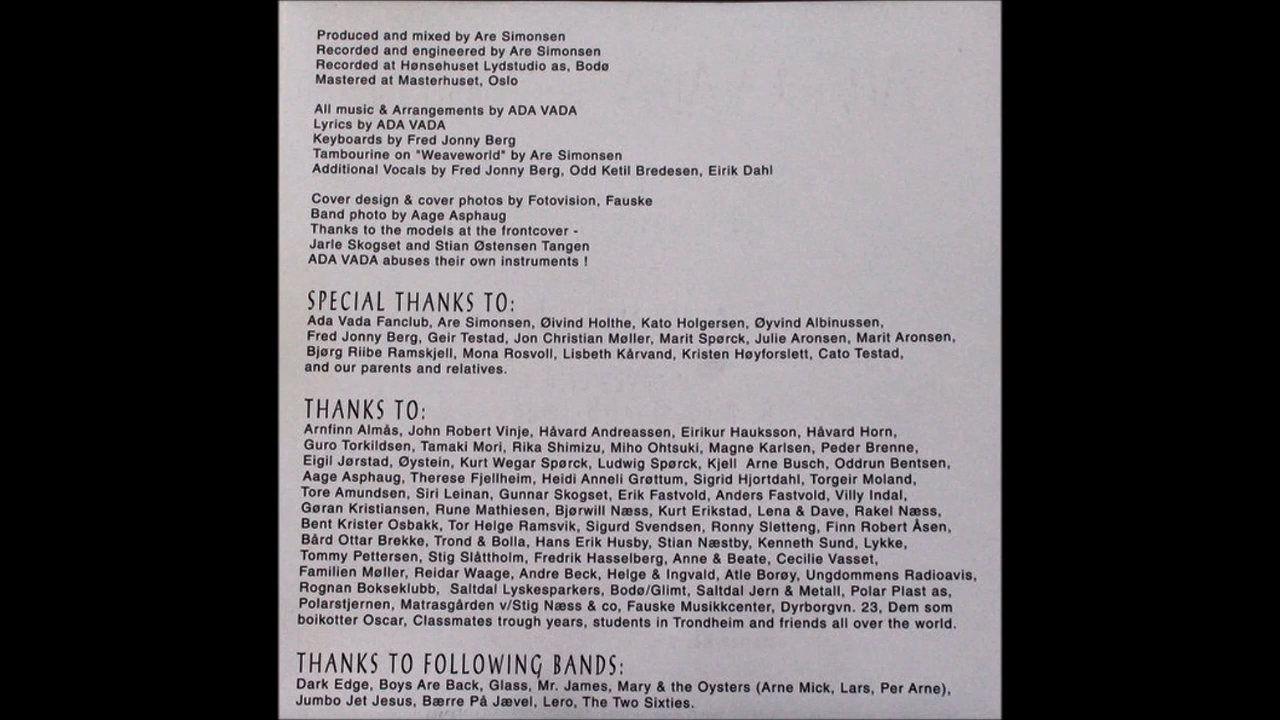 Produced and mixed by Are Simonsen
Recorded and engineered by Are Simonsen
Recorded at Hønsehuset Lydstudio as, Bodø
Mastered at Masterhuset, Oslo
All music & Arrangements by ADA VADA
Lyrics by ADA VADA
Keyboards by Fred Jonny Berg
Tambourine on "Weaveworld" by Are Simonsen
Additional Vocals by Fred Jonny Berg, Odd Ketil Bredesen, Eirik Dahl
Cover design & cover photos by Fotovision, Fauske
Band photo by Aage Asphaug
Thanks to the models at the frontcover -
Jarle Skogset and Stian Østensen Tangen
ADA VADA abuses their own instruments !
SPECIAL THANKS TO:
Ada Vada Fanclub, Are Simonsen, Øivind Holthe, Kato Holgersen, Øyvind Albinussen,
Fred Jonny Berg, Geir Testad, Jon Christian Møller, Marit Spørck, Julie Aronsen, Marit Aronsen,
Bjørg Riibe Ramskjell, Mona Rosvoll, Lisbeth Kårvand, Kristen Høyforslett, Cato Testad,
and our parents and relatives.
THANKS TO:
Arnfinn Almås, John Robert Vinje, Håvard Andreassen, Eirikur Hauksson, Håvard Horn,
Guro Torkildsen, Tamaki Mori, Rika Shimizu, Miho Ohtsuki, Magne Karlsen, Peder Brenne,
Eigil Jørstad, Øystein, Kurt Wegar Spørck, Ludwig Spørck, Kjell Arne Busch, Oddrun Bentsen,
Aage Asphaug, Therese Fjellheim, Heidi Anneli Grøttum, Sigrid Hjortdahl, Torgeir Moland,
Tore Amundsen, Siri Leinan, Gunnar Skogset, Erik Fastvold, Anders Fastvold, Villy Indal,
Gøran Kristiansen, Rune Mathiesen, Bjørwill Næss, Kurt Erikstad, Lena & Dave, Rakel Næss,
Bent Krister Osbakk, Tor Helge Ramsvik, Sigurd Svendsen, Ronny Sletteng, Finn Robert Åsen,
Bård Ottar Brekke, Trond & Bolla, Hans Erik Husby, Stian Næstby, Kenneth Sund, Lykke,
Tommy Pettersen, Stig Slåttholm, Fredrik Hasselberg, Anne & Beate, Cecilie Vasset,
Familien Møller, Reidar Waage, Andre Beck, Helge & Ingvald, Atle Borøy, Ungdommens Radioavis,
Rognan Bokseklubb, Saltdal Lyskesparkers, Bodø/Glimt, Saltdal Jern & Metall, Polar Plast as,
Polarstjernen, Matrasgården v/Stig Næss & co, Fauske Musikkcenter, Dyrborgvn. 23, Dem som
boikotter Oscar, Classmates trough years, students in Trondheim and friends all over the world.
THANKS TO FOLLOWING BANDS:
Dark Edge, Boys Are Back, Glass, Mr. James, Mary & the Oysters (Arne Mick, Lars, Per Arne),
Jumbo Jet Jesus, Bærre På Jævel, Lero, The Two Sixties.